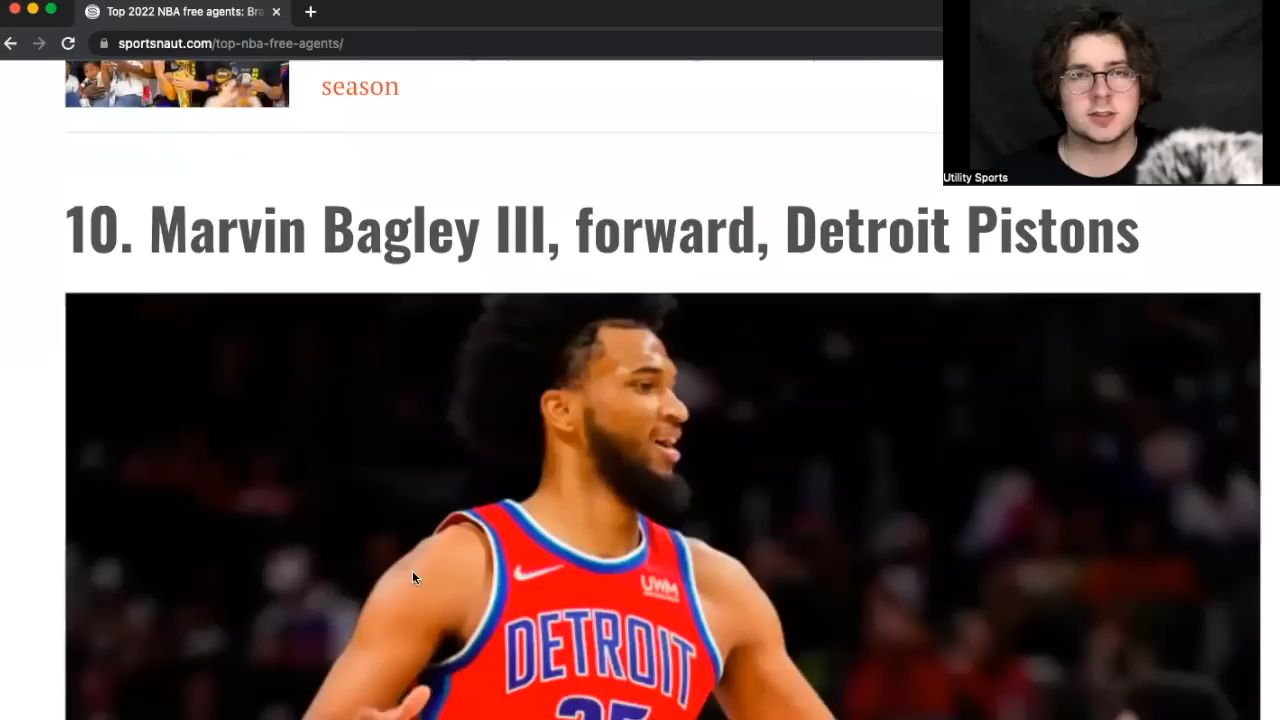 Top 2022 NBA free agents: Bra
sportsnaut.com/top-nba-free-agents/
season
Utility Sports
10. Marvin Bagley III, forward, Detroit Pistons
UWM
DETROIT
35